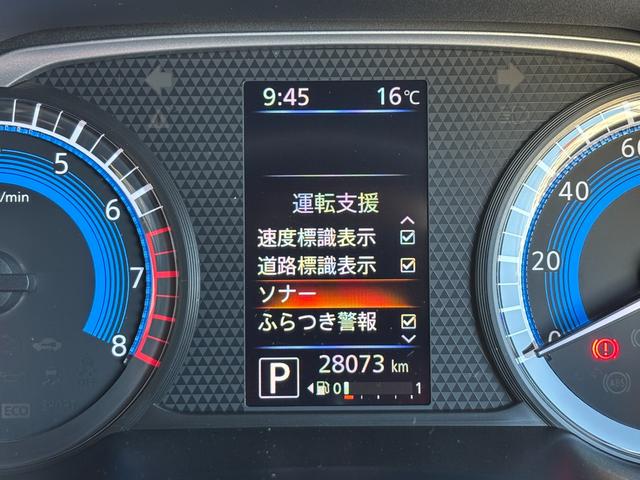 9:45 16℃
運転支援
速度標識表示
道路標識表示
ソナー
ふらつき警報
P 28073 km
0 1
5
/min
6
7
8
ECO
60
40
20
0